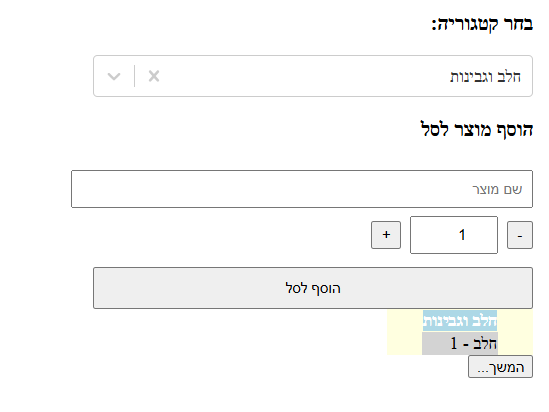 בחר קטגוריה:
חלב וגבינות
הוסף מוצר לסל
שם מוצר
- 1 +
הוסף לסל
חלב וגבינות
חלב - 1
המשך...